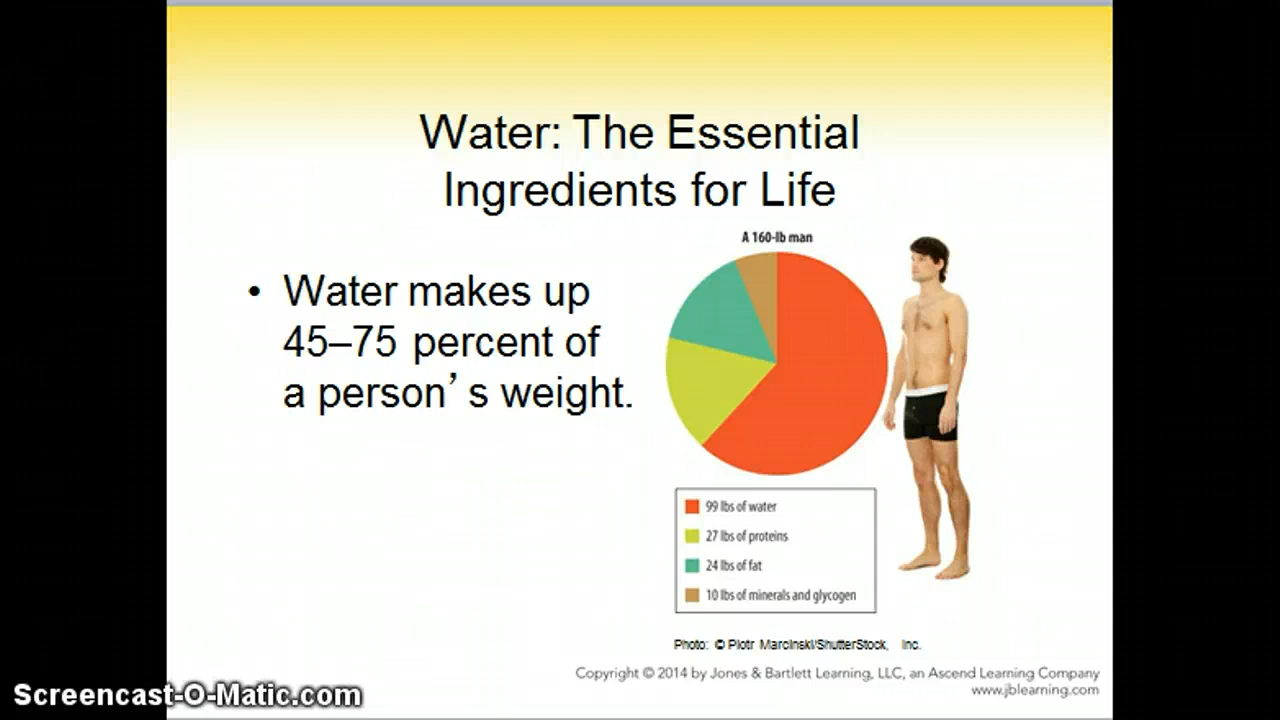 Water: The Essential
Ingredients for Life
• Water makes up
45–75 percent of
a person’s weight.
A 160-lb man
99 lbs of water
27 lbs of proteins
24 lbs of fat
10 lbs of minerals and glycogen
Photo: © Piotr Marcinski/ShutterStock, Inc.
Copyright © 2014 by Jones & Bartlett Learning, LLC, an Ascend Learning Company
www.jblearning.com
Screencast-O-Matic.com